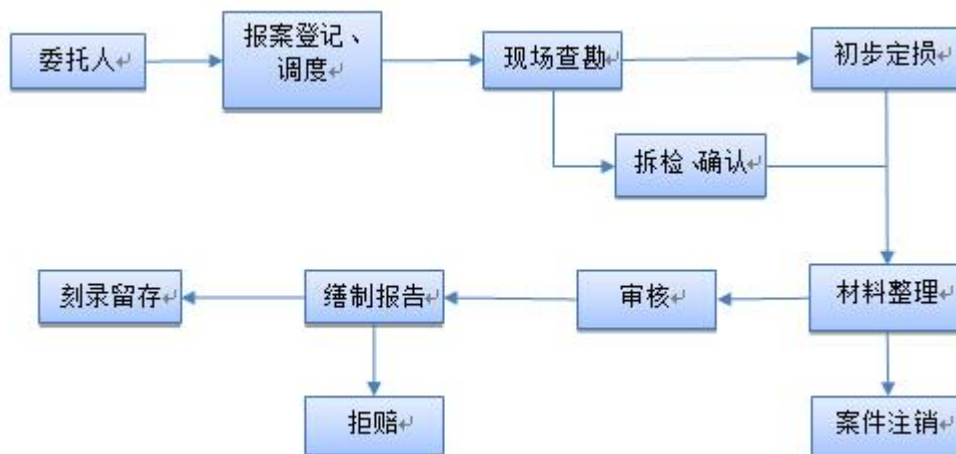 委托人
报案登记、
调度
现场查勘
初步定损
拆检、确认
刻录留存
缮制报告
审核
材料整理
拒赔
案件注销